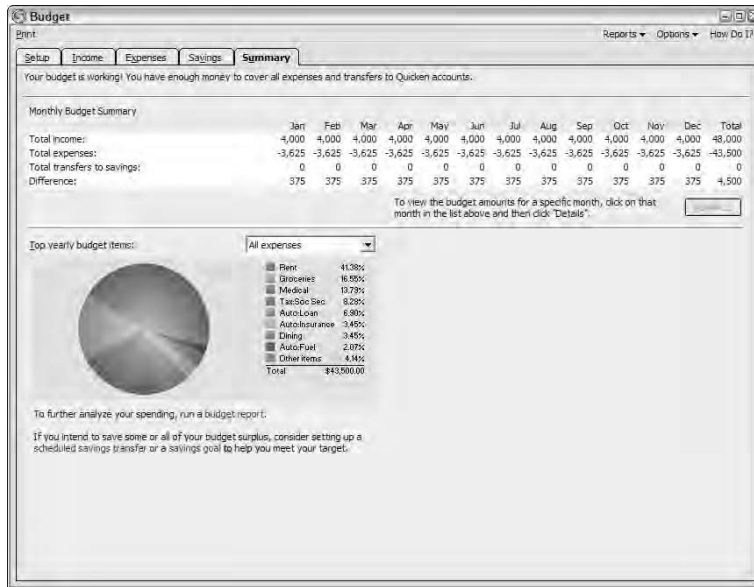 Budget
Print Reports Options How Do I?
Setup Income Expenses Savings Summary
Your budget is working! You have enough money to cover all expenses and transfers to Quicken accounts.
Monthly Budget Summary
Jan Feb Mar Apr May Jun Jul Aug Sep Oct Nov Dec Total
Total income: 4,000 4,000 4,000 4,000 4,000 4,000 4,000 4,000 4,000 4,000 4,000 4,000 48,000
Total expenses: -3,625 -3,625 -3,625 -3,625 -3,625 -3,625 -3,625 -3,625 -3,625 -3,625 -3,625 -3,625 -43,500
Total transfers to savings: 0 0 0 0 0 0 0 0 0 0 0 0 0
Difference: 375 375 375 375 375 375 375 375 375 375 375 375 4,500
To view the budget amounts for a specific month, click on that
month in the list above and then click "Details".
Top yearly budget items: All expenses
Rent 41.38%
Groceries 16.55%
Medical 13.79%
Tax:Soc Sec 8.28%
Auto:Loan 6.90%
Auto:Insurance 3.45%
Dining 3.45%
Auto:Fuel 2.07%
Other items 4.14%
Total $43,500.00
To further analyze your spending, run a budget report.
If you intend to save some or all of your budget surplus, consider setting up a
scheduled savings transfer or a savings goal to help you meet your target.